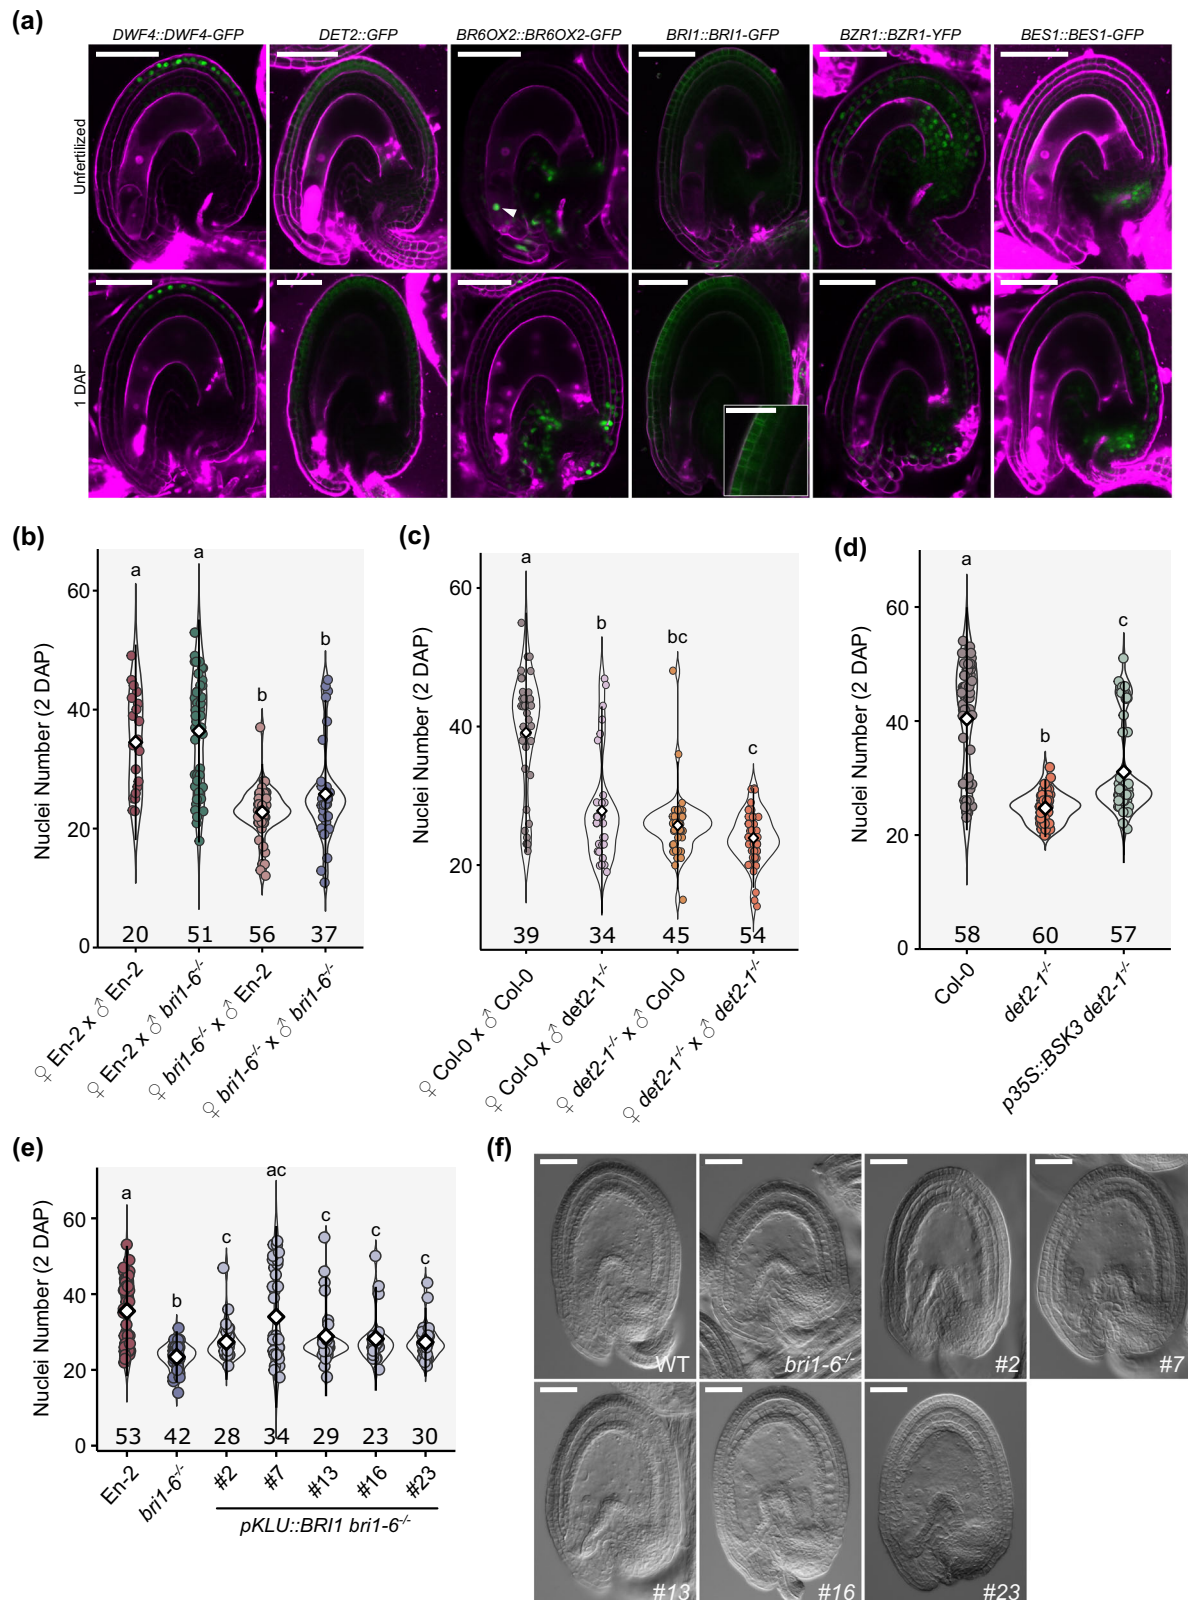 (a)
DWF4::DWF4-GFP DET2::GFP BR6OX2::BR6OX2-GFP BRI1::BRI1-GFP BZR1::BZR1-YFP BES1::BES1-GFP
Unfertilized
1 DAP
(b)
Nuclei Number (2 DAP)
60
40
20
0
a
a
b
b
20 51 56 37
♀ En-2 x ♂ En-2
♀ En-2 x ♂ bri1-6-/-
♀ bri1-6-/- x ♂ En-2
♀ bri1-6-/- x ♂ bri1-6-/-
(c)
Nuclei Number (2 DAP)
60
40
20
a
b
bc
c
39 34 45 54
♀ Col-0 x ♂ Col-0
♀ Col-0 x ♂ det2-1-/-
♀ det2-1-/- x ♂ Col-0
♀ det2-1-/- x ♂ det2-1-/-
(d)
Nuclei Number (2 DAP)
60
40
20
0
a
b
c
58 60 57
Col-0
det2-1-/-
p35S::BSK3 det2-1-/-
(e)
Nuclei Number (2 DAP)
60
40
20
0
a
b
c
ac
c
c
c
53 42 28 34 29 23 30
En-2
bri1-6-/-
#2
#7
#13
#16
#23
pKLU::BRI1 bri1-6-/-
(f)
WT
bri1-6-/-
#2
#7
#13
#16
#23